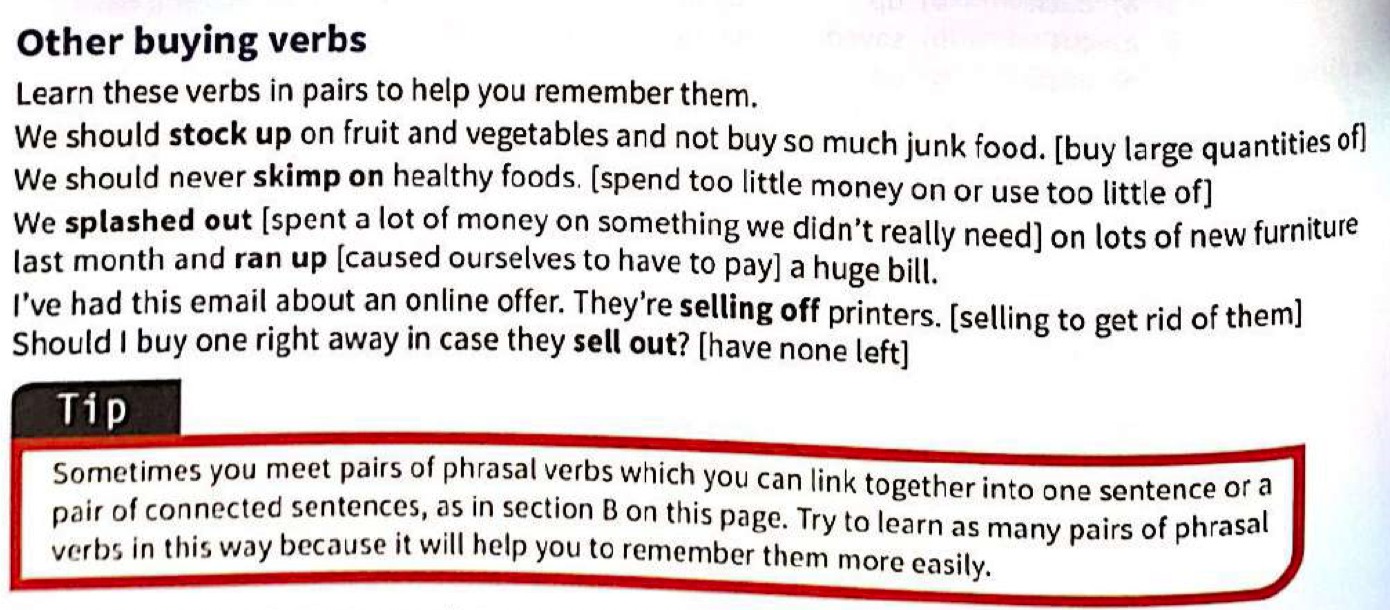 Other buying verbs
Learn these verbs in pairs to help you remember them.
We should stock up on fruit and vegetables and not buy so much junk food. [buy large quantities of]
We should never skimp on healthy foods. [spend too little money on or use too little of]
We splashed out [spent a lot of money on something we didn't really need] on lots of new furniture
last month and ran up [caused ourselves to have to pay] a huge bill.
I've had this email about an online offer. They're selling off printers. [selling to get rid of them]
Should I buy one right away in case they sell out? [have none left]
Tip
Sometimes you meet pairs of phrasal verbs which you can link together into one sentence or a
pair of connected sentences, as in section B on this page. Try to learn as many pairs of phrasal
verbs in this way because it will help you to remember them more easily.